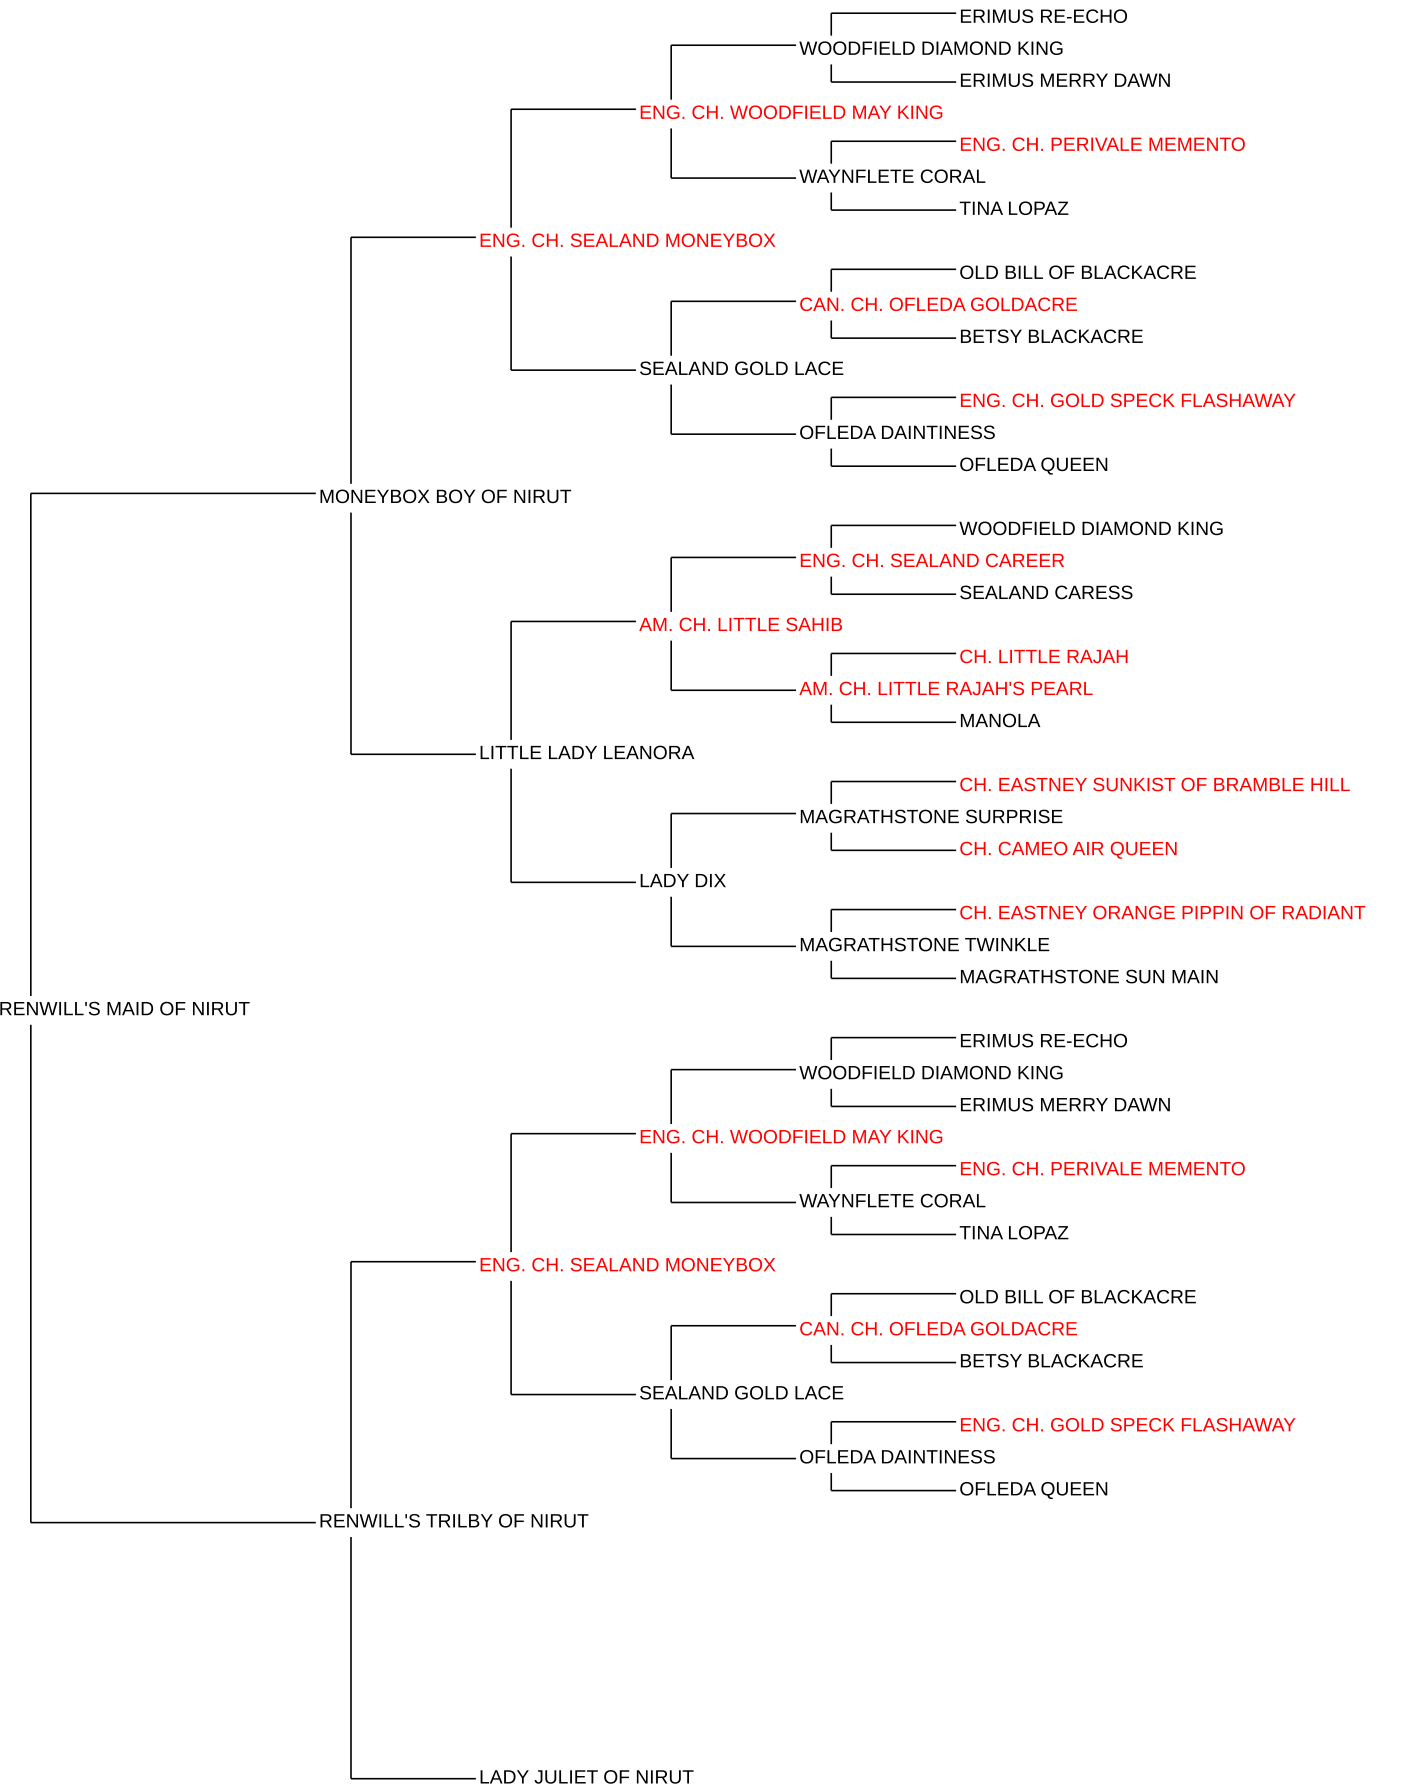 ERIMUS RE-ECHO
WOODFIELD DIAMOND KING
ERIMUS MERRY DAWN
ENG. CH. WOODFIELD MAY KING
ENG. CH. PERIVALE MEMENTO
WAYNFLETE CORAL
TINA LOPAZ
ENG. CH. SEALAND MONEYBOX
OLD BILL OF BLACKACRE
CAN. CH. OFLEDA GOLDACRE
BETSY BLACKACRE
SEALAND GOLD LACE
ENG. CH. GOLD SPECK FLASHAWAY
OFLEDA DAINTINESS
OFLEDA QUEEN
MONEYBOX BOY OF NIRUT
WOODFIELD DIAMOND KING
ENG. CH. SEALAND CAREER
SEALAND CARESS
AM. CH. LITTLE SAHIB
CH. LITTLE RAJAH
AM. CH. LITTLE RAJAH'S PEARL
MANOLA
LITTLE LADY LEANORA
CH. EASTNEY SUNKIST OF BRAMBLE HILL
MAGRATHSTONE SURPRISE
CH. CAMEO AIR QUEEN
LADY DIX
CH. EASTNEY ORANGE PIPPIN OF RADIANT
MAGRATHSTONE TWINKLE
MAGRATHSTONE SUN MAIN
RENWILL'S MAID OF NIRUT
ERIMUS RE-ECHO
WOODFIELD DIAMOND KING
ERIMUS MERRY DAWN
ENG. CH. WOODFIELD MAY KING
ENG. CH. PERIVALE MEMENTO
WAYNFLETE CORAL
TINA LOPAZ
ENG. CH. SEALAND MONEYBOX
OLD BILL OF BLACKACRE
CAN. CH. OFLEDA GOLDACRE
BETSY BLACKACRE
SEALAND GOLD LACE
ENG. CH. GOLD SPECK FLASHAWAY
OFLEDA DAINTINESS
OFLEDA QUEEN
RENWILL'S TRILBY OF NIRUT
LADY JULIET OF NIRUT